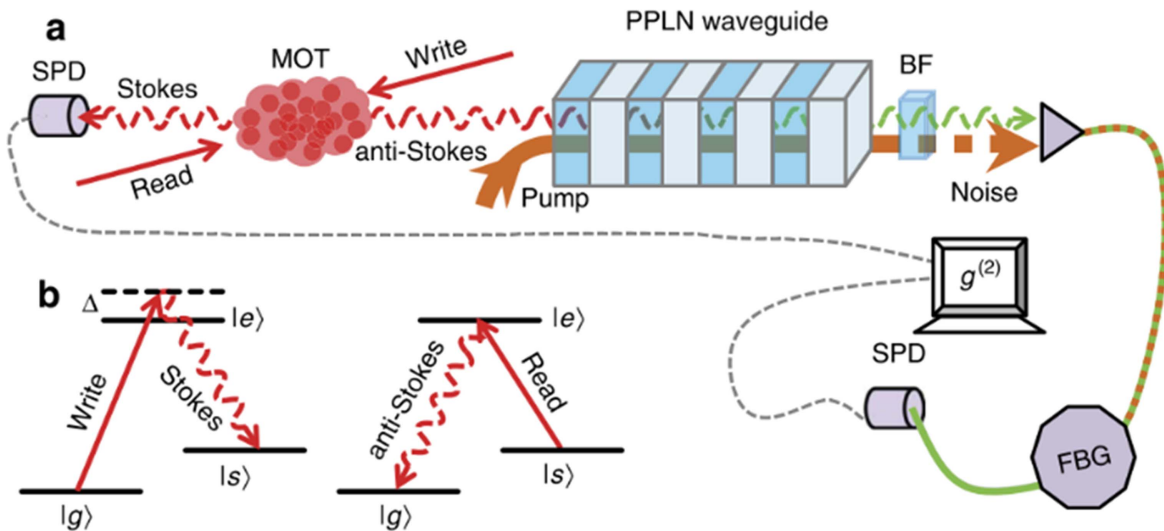 a
SPD
Stokes
MOT
Write
PPLN waveguide
BF
anti-Stokes
Read
Pump
Noise
g(2)
SPD
FBG
b
Δ
|e⟩
Write
Stokes
|s⟩
|g⟩
|e⟩
anti-Stokes
Read
|s⟩
|g⟩